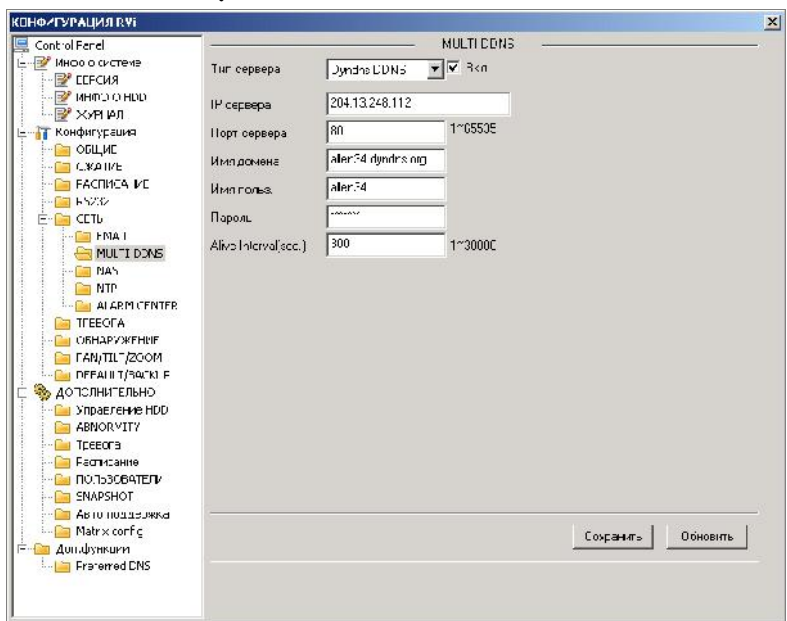 КОНФИГУРАЦИЯ RVi
Control Panel
MULTI DDNS
Инфо о системе
ВЕРСИЯ
ИНФО О HDD
ЖУРНАЛ
Конфигурация
ОБЩИЕ
СЖАТИЕ
РАСПИСАНИЕ
RS232
СЕТЬ
EMAIL
MULTI DDNS
NAS
NTP
ALARM CENTER
ТРЕВОГА
ОБНАРУЖЕНИЕ
PAN/TILT/ZOOM
DEFAULT/BACKUP
ДОПОЛНИТЕЛЬНО
Управление HDD
ABNORMITY
Тревога
Расписание
ПОЛЬЗОВАТЕЛИ
SNAPSHOT
Автоподдержка
Matrix config
Доп.функции
Preferred DNS
Тип сервера Dyndns DDNS Вкл
IP сервера 204.13.248.112
Порт сервера 80 1~65535
Имя домена
Имя польз.
Пароль
Alive Interval(sec.) 300 1~30000
Сохранить Обновить